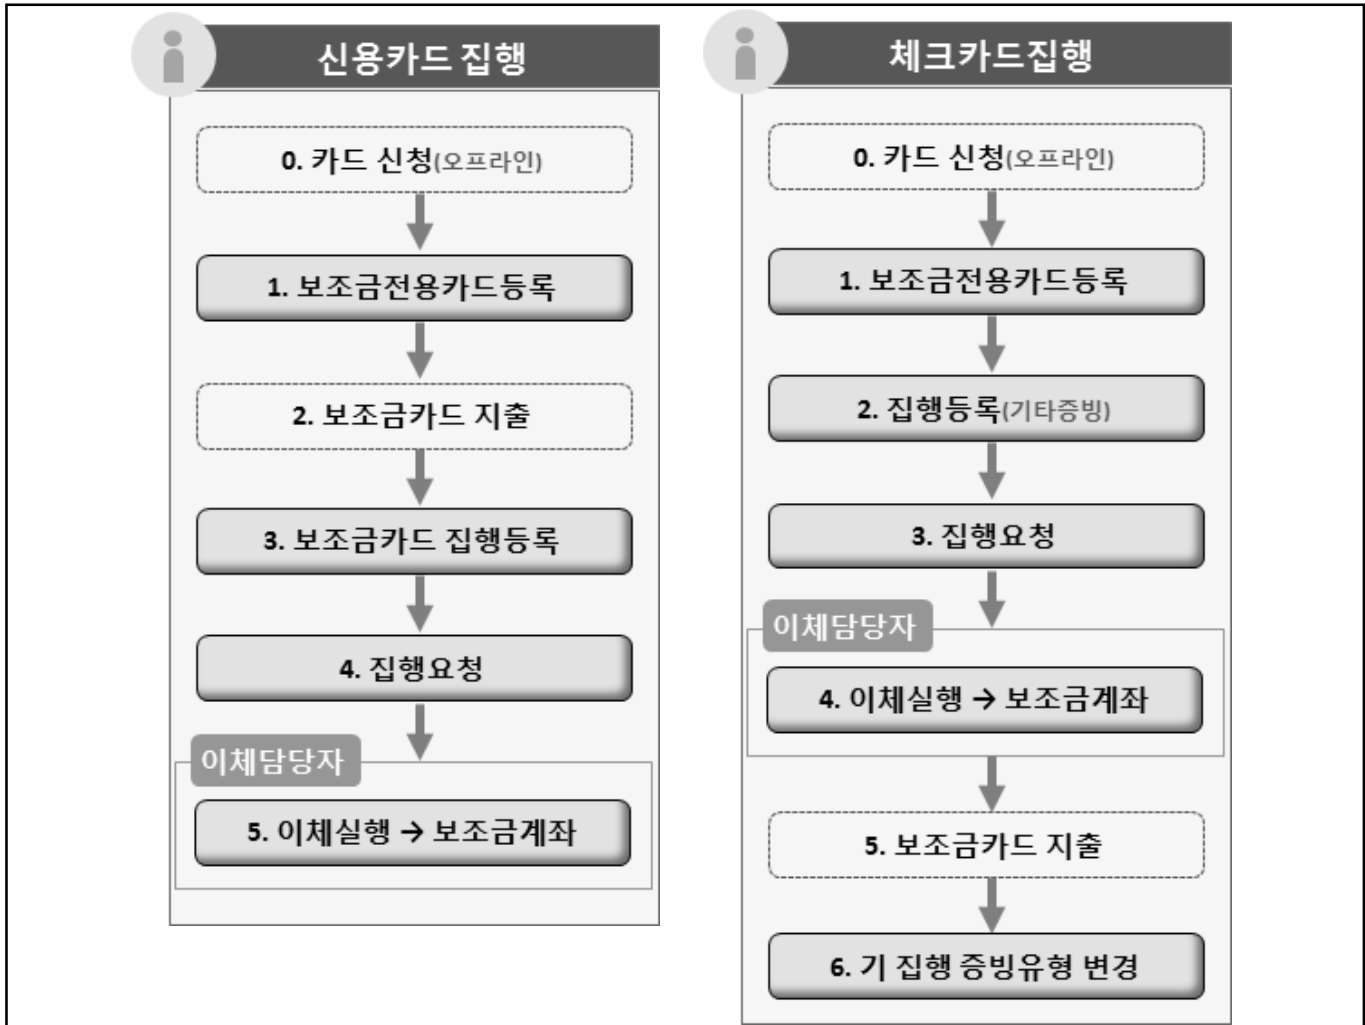 신용카드 집행
0. 카드 신청(오프라인)
1. 보조금전용카드등록
2. 보조금카드 지출
3. 보조금카드 집행등록
4. 집행요청
이체담당자
5. 이체실행 → 보조금계좌
체크카드집행
0. 카드 신청(오프라인)
1. 보조금전용카드등록
2. 집행등록(기타증빙)
3. 집행요청
이체담당자
4. 이체실행 → 보조금계좌
5. 보조금카드 지출
6. 기 집행 증빙유형 변경